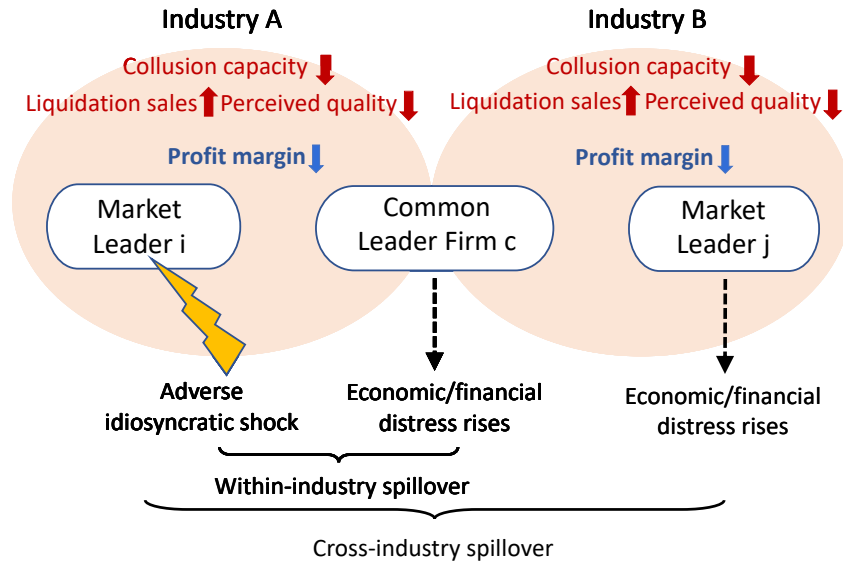 Industry A
Industry B
Collusion capacity
Liquidation sales Perceived quality
Profit margin
Collusion capacity
Liquidation sales Perceived quality
Profit margin
Market
Leader i
Common
Leader Firm c
Market
Leader j
Adverse
idiosyncratic shock
Economic/financial
distress rises
Economic/financial
distress rises
Within-industry spillover
Cross-industry spillover